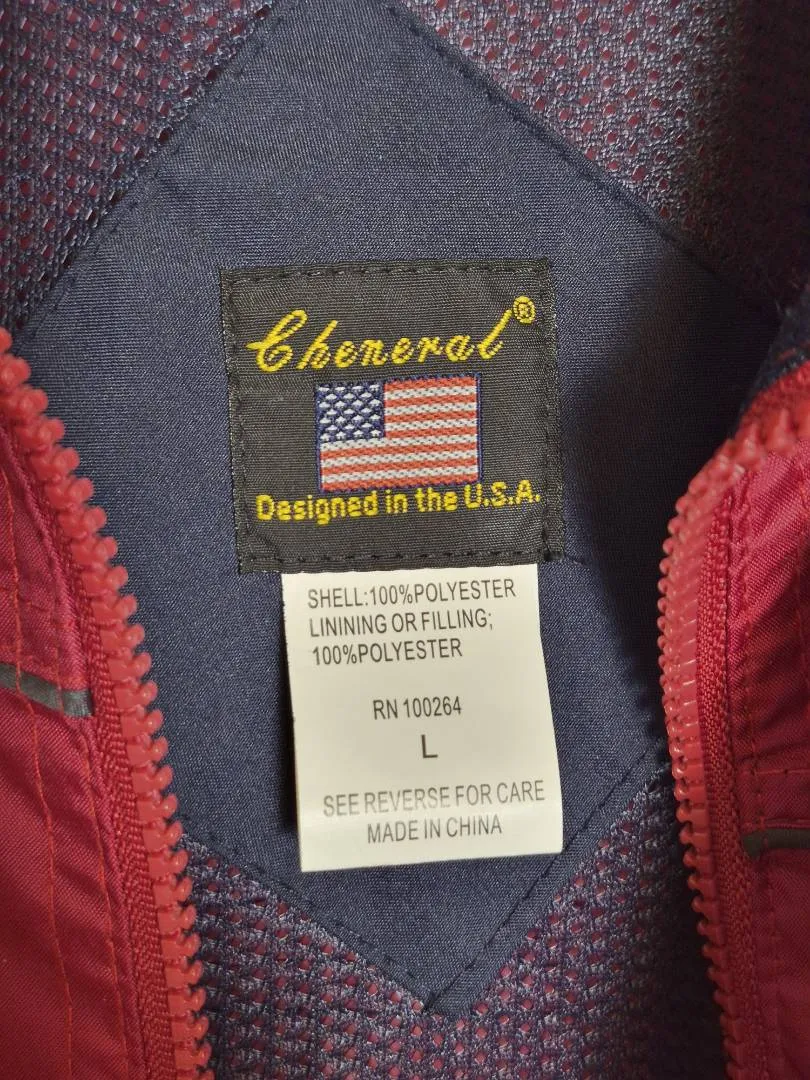 Cheneral®
Designed in the U.S.A.
SHELL:100%POLYESTER
LINING OR FILLING;
100%POLYESTER
RN 100264
L
SEE REVERSE FOR CARE
MADE IN CHINA